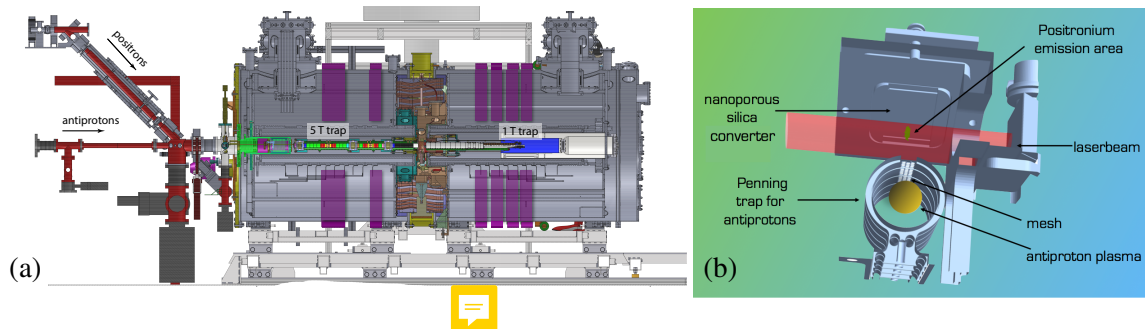 positrons
antiprotons
5 T trap
1 T trap
(a)
Positronium
emission area
nanoporous
silica
converter
laserbeam
Penning
trap for
antiprotons
mesh
antiproton plasma
(b)